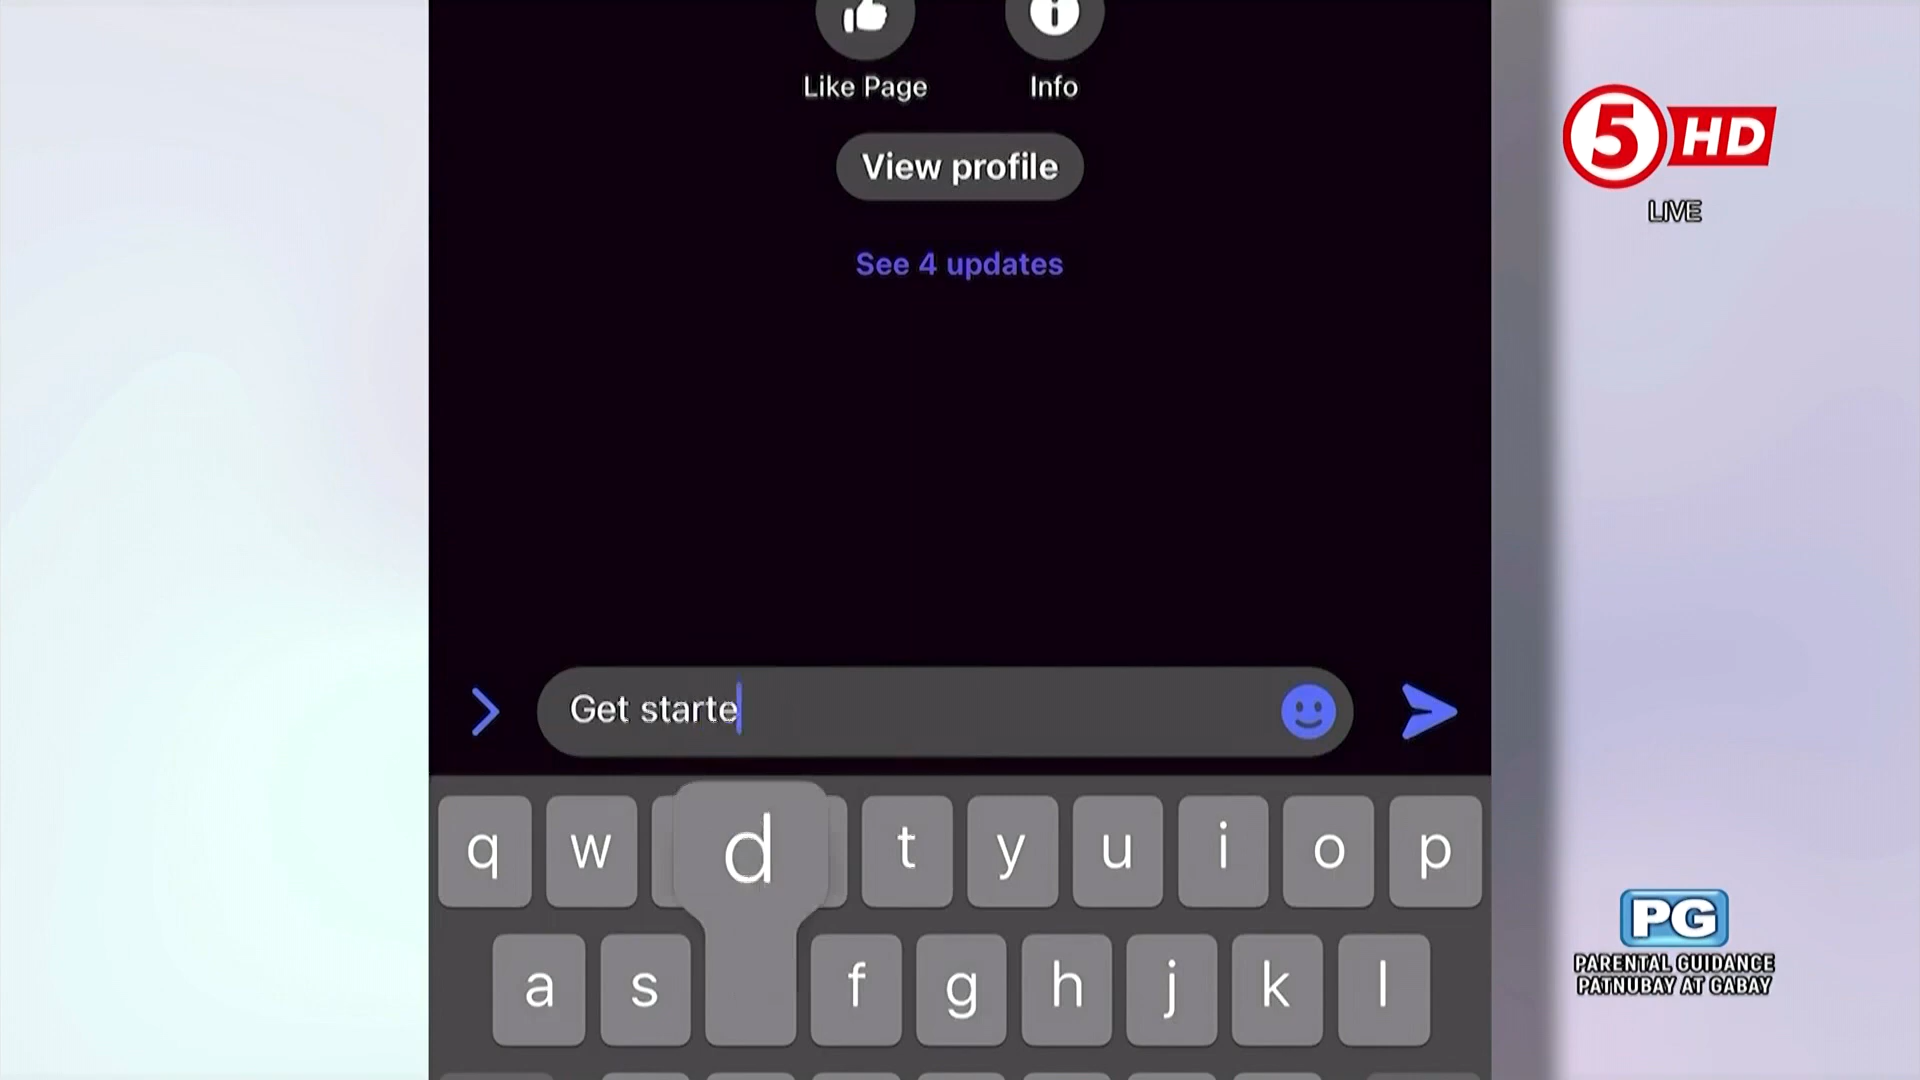 Like Page
Info
View profile
See 4 updates
Get starte
q w d t y u i o p
a s f g h j k l
5 HD
LIVE
PG
PARENTAL GUIDANCE
PATNUBAY AT GABAY